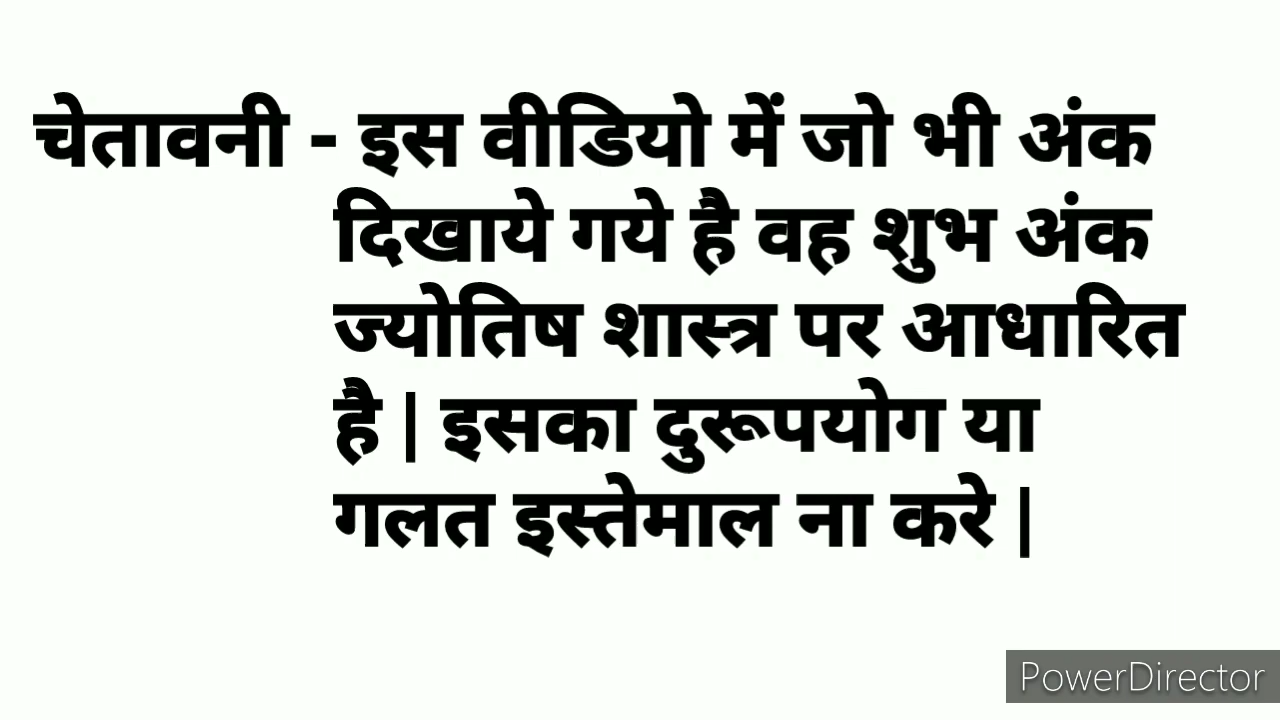 चेतावनी - इस वीडियो में जो भी अंक
दिखाये गये है वह शुभ अंक
ज्योतिष शास्त्र पर आधारित
है | इसका दुरूपयोग या
गलत इस्तेमाल ना करे |
PowerDirector